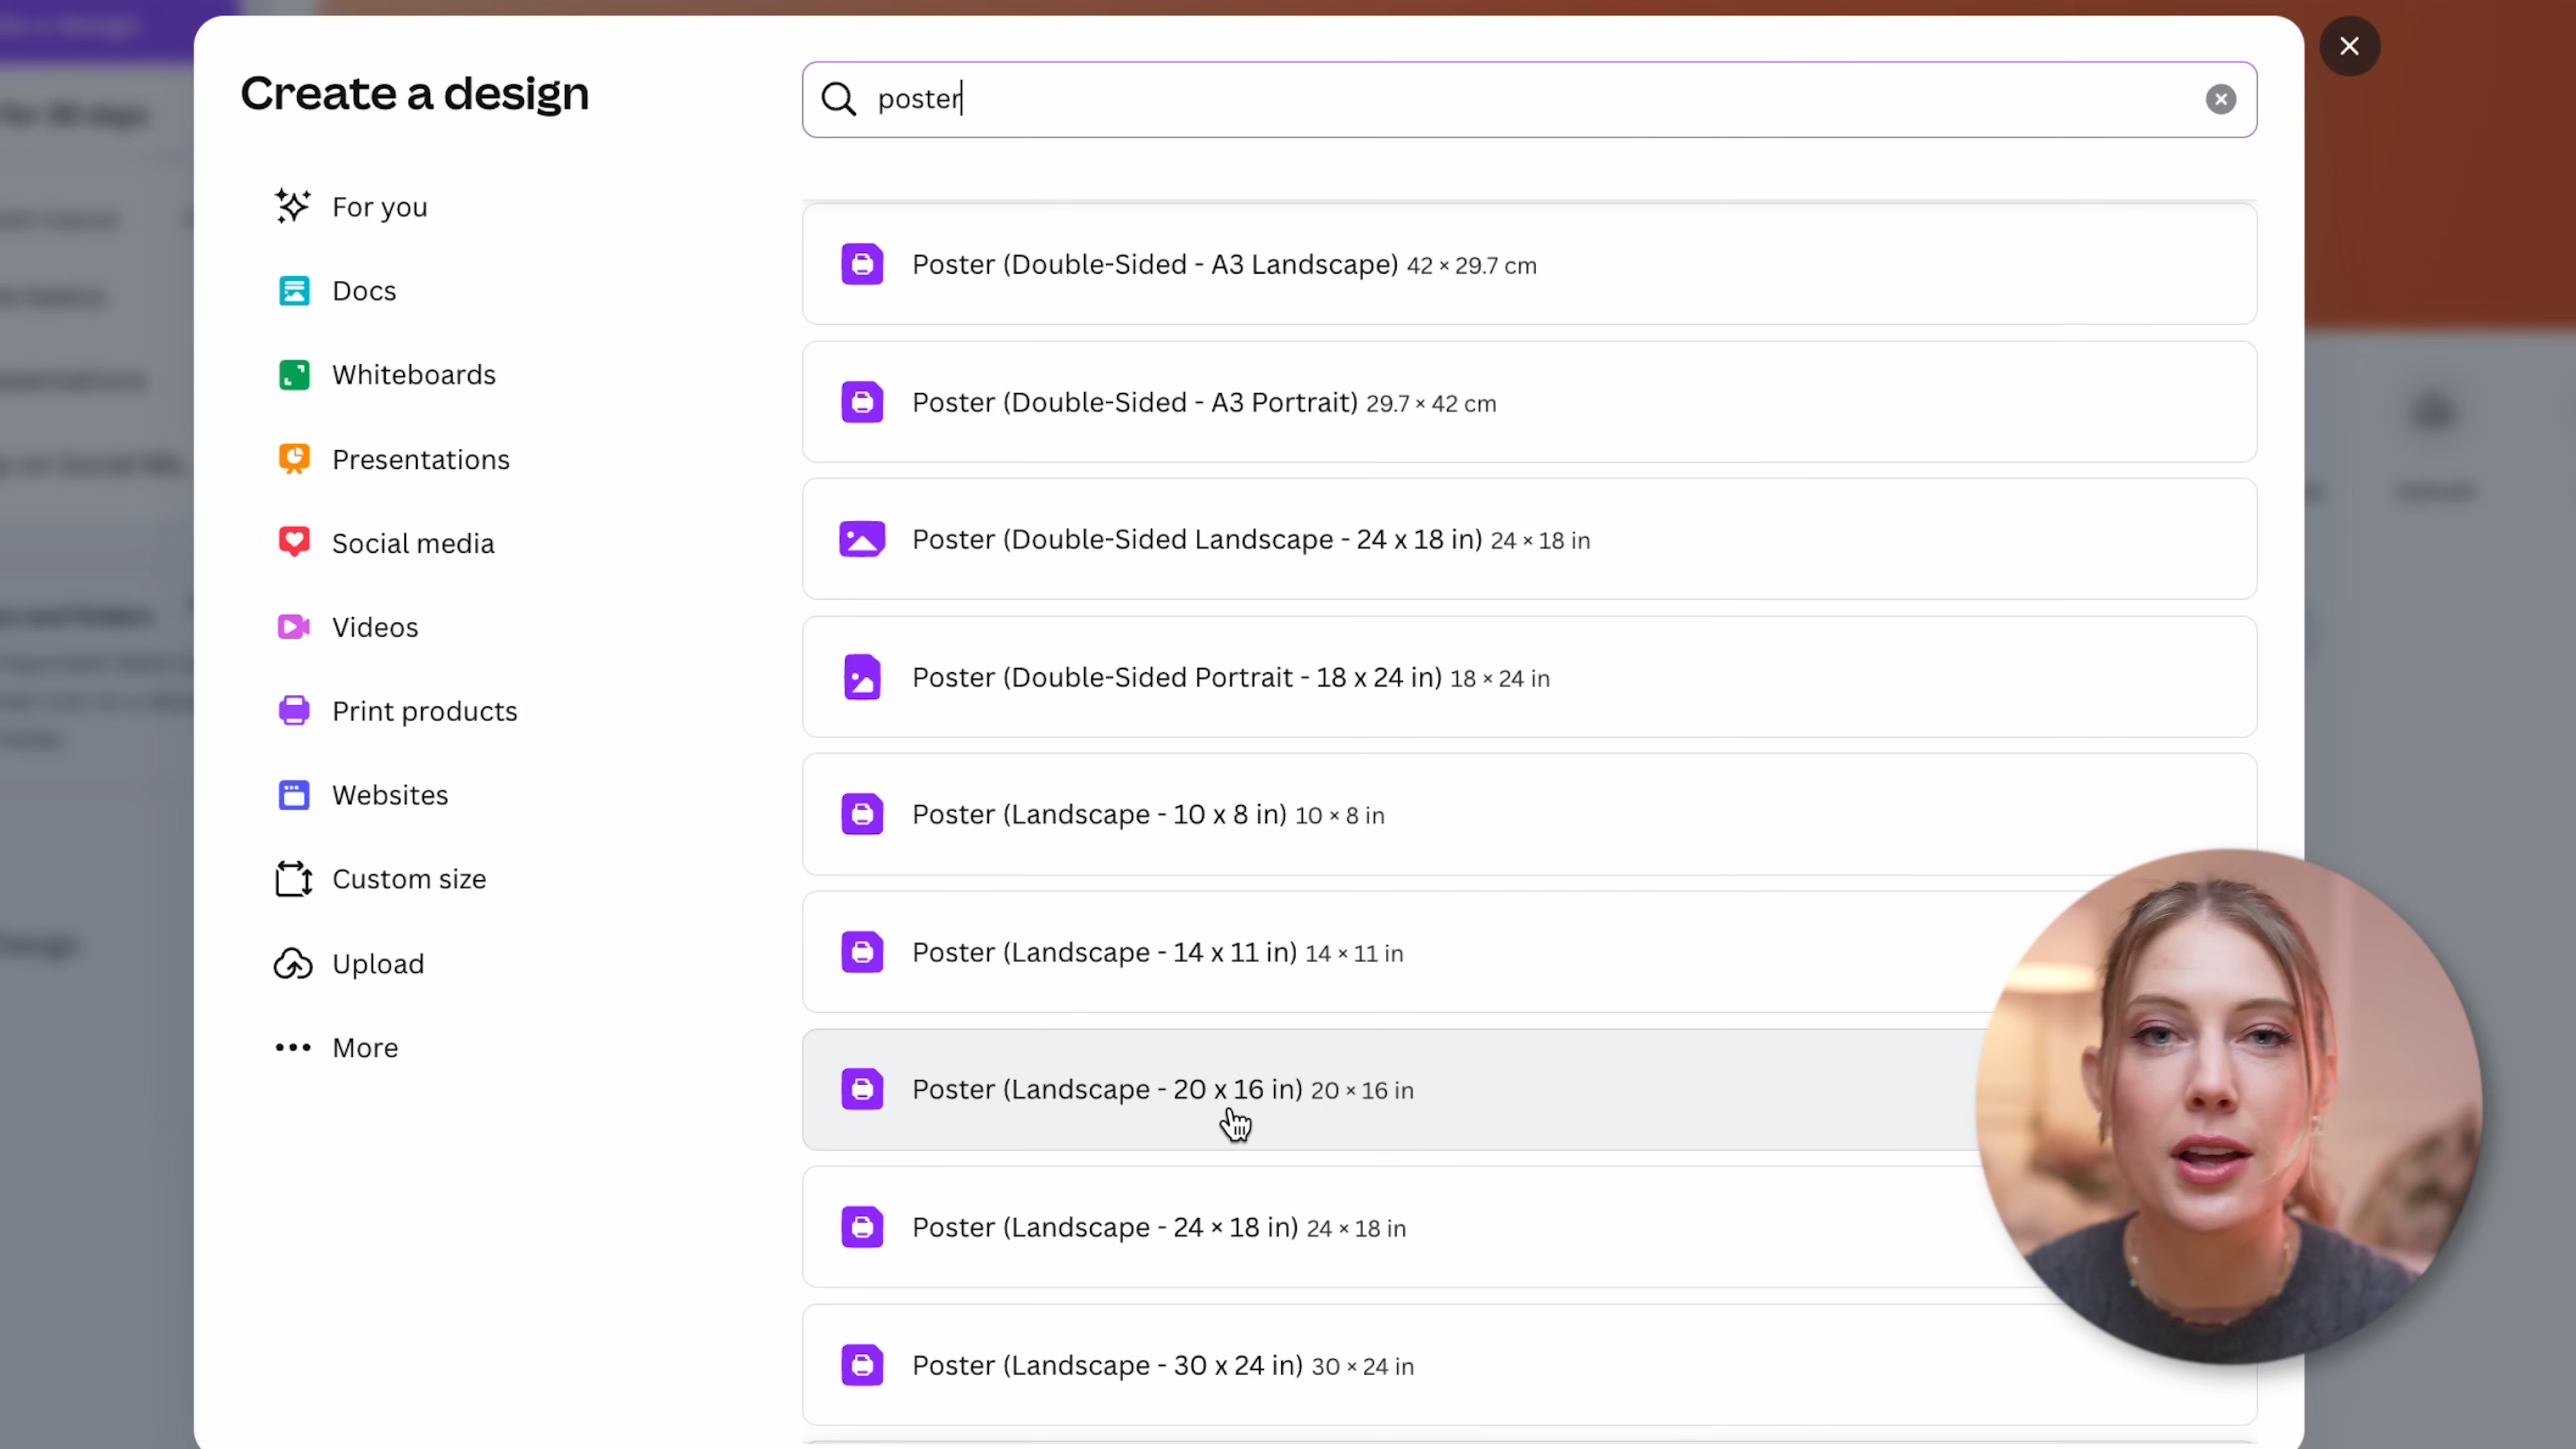 Create a design
poster
For you
Docs
Whiteboards
Presentations
Social media
Videos
Print products
Websites
Custom size
Upload
More
Poster (Double-Sided - A3 Landscape) 42 × 29.7 cm
Poster (Double-Sided - A3 Portrait) 29.7 × 42 cm
Poster (Double-Sided Landscape - 24 x 18 in) 24 × 18 in
Poster (Double-Sided Portrait - 18 x 24 in) 18 × 24 in
Poster (Landscape - 10 x 8 in) 10 × 8 in
Poster (Landscape - 14 x 11 in) 14 × 11 in
Poster (Landscape - 20 x 16 in) 20 × 16 in
Poster (Landscape - 24 × 18 in) 24 × 18 in
Poster (Landscape - 30 x 24 in) 30 × 24 in